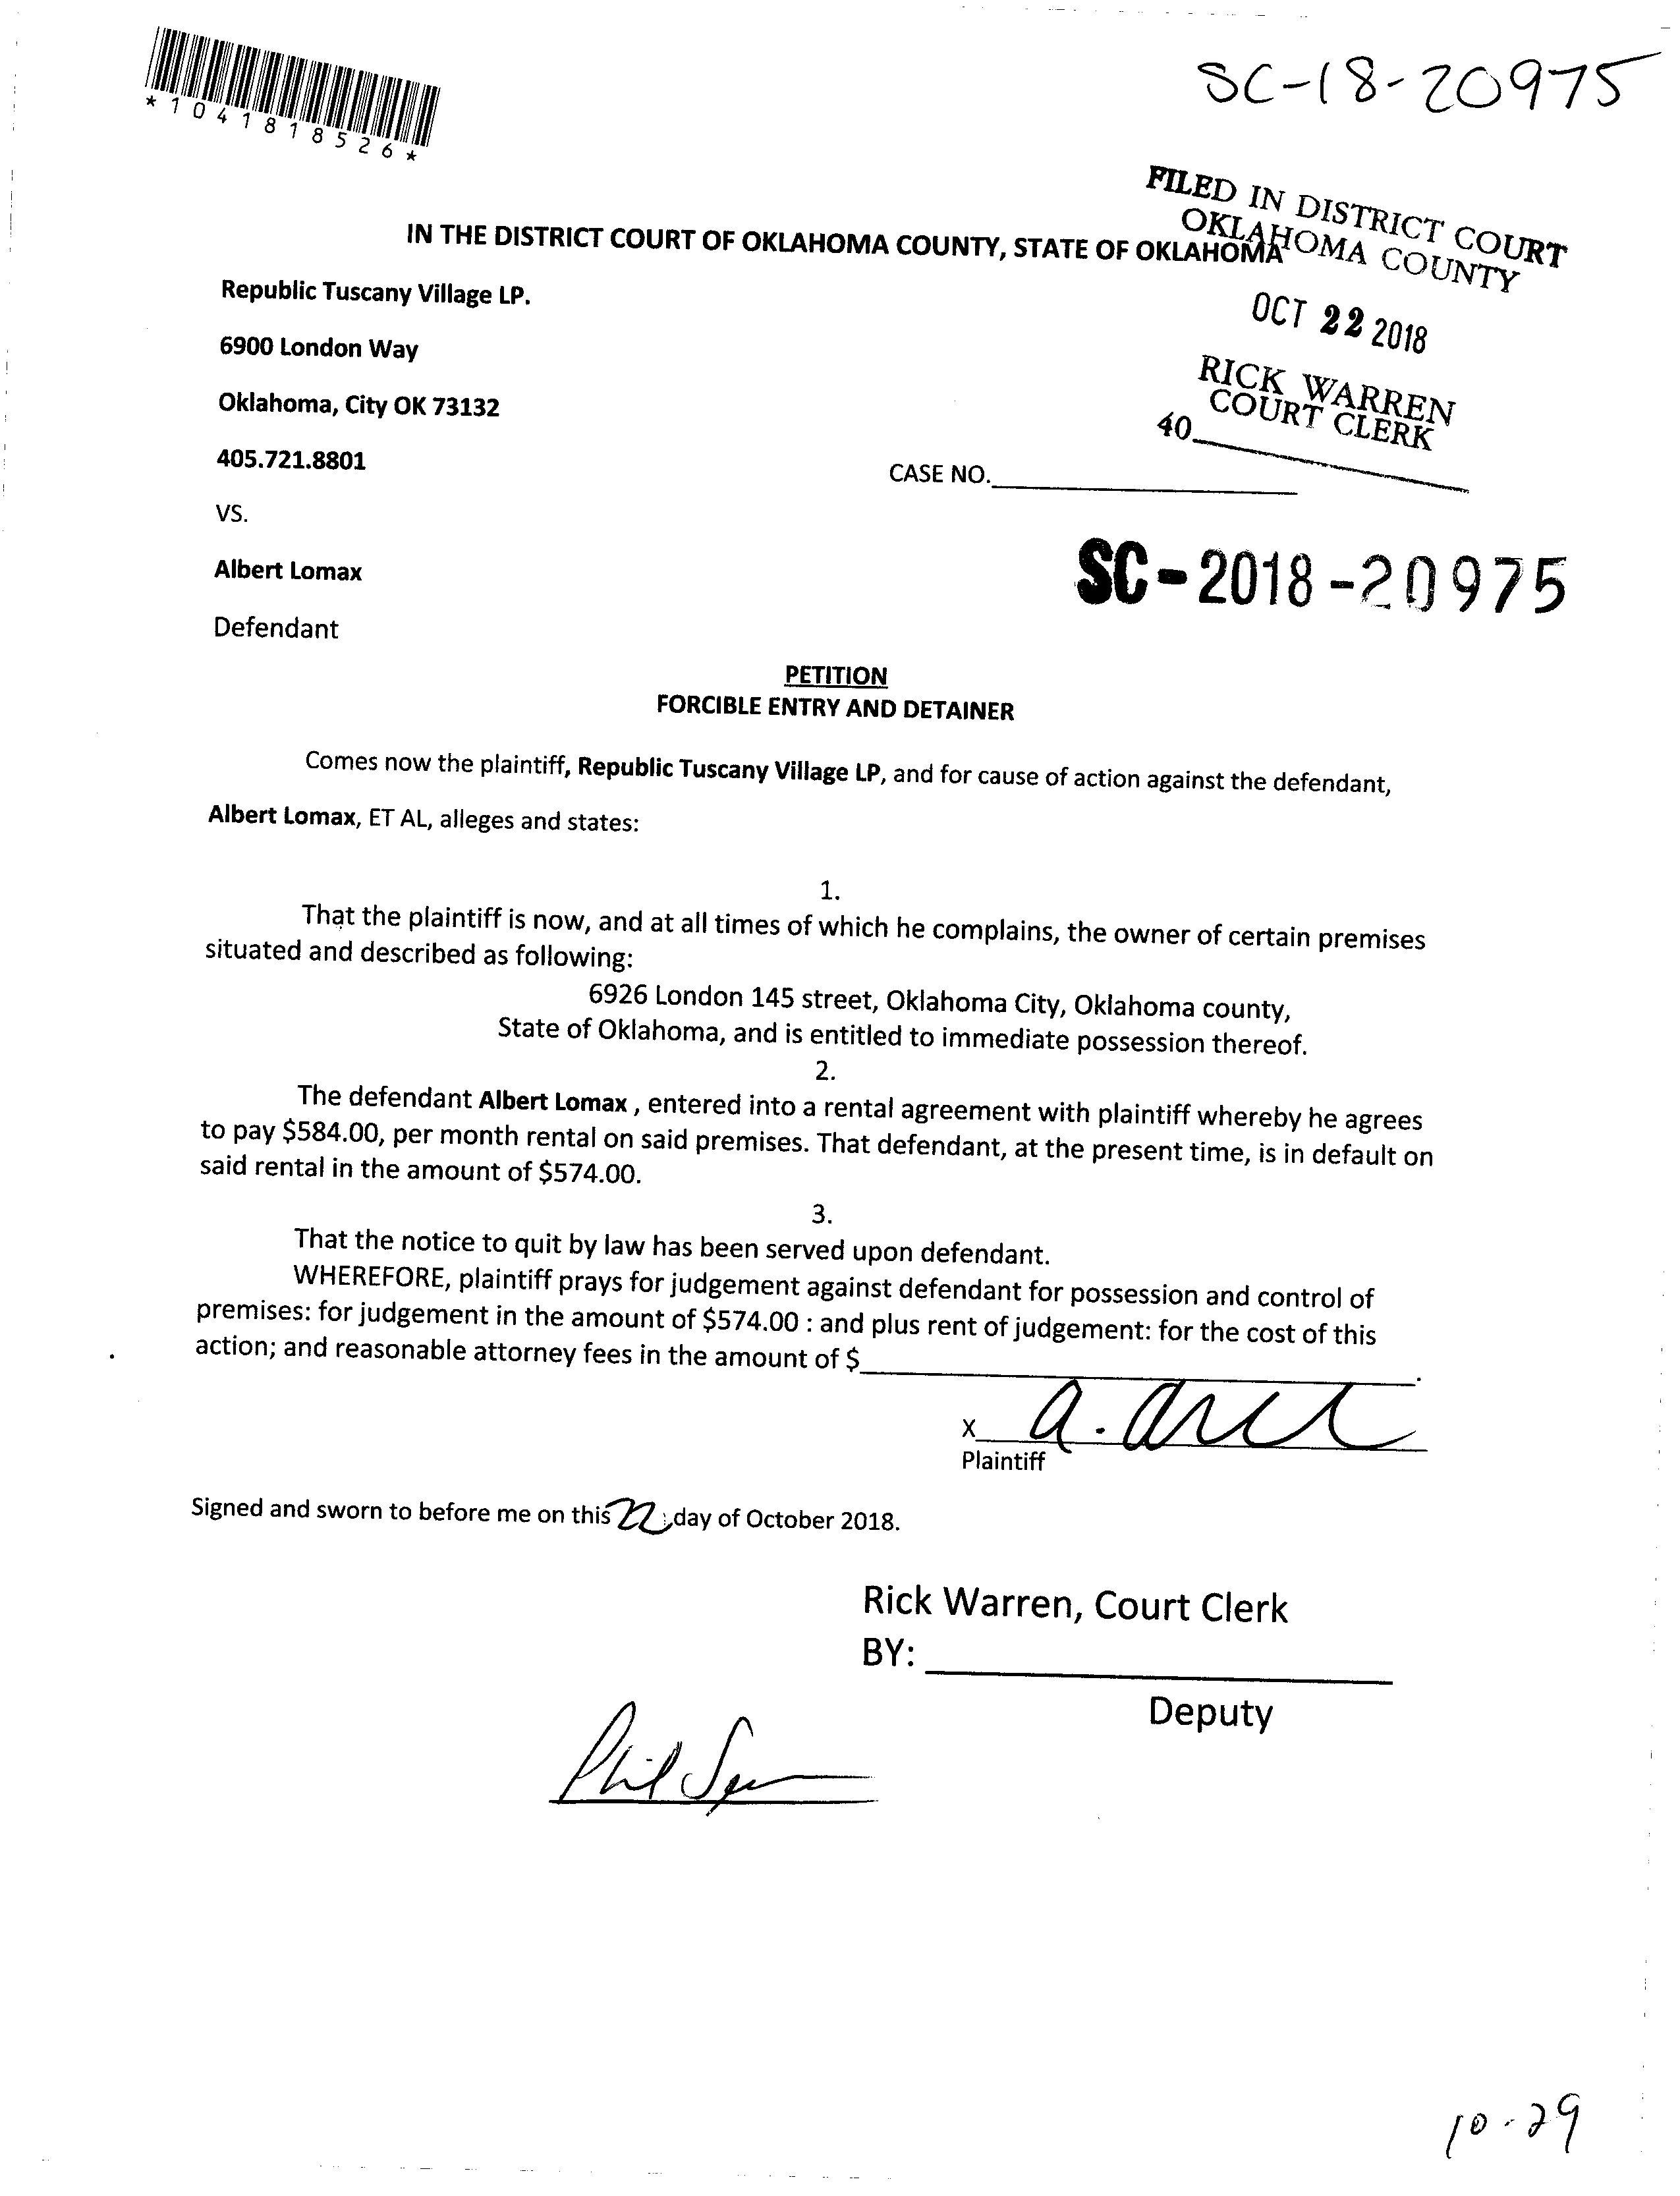 SC-18-20975
*1041818526*
FILED IN DISTRICT COURT
OKLAHOMA COUNTY
IN THE DISTRICT COURT OF OKLAHOMA COUNTY, STATE OF OKLAHOMA
Republic Tuscany Village LP.
OCT 22 2018
6900 London Way
RICK WARREN
COURT CLERK
Oklahoma, City OK 73132
40
405.721.8801
CASE NO.
VS.
Albert Lomax
SC-2018-20975
Defendant
PETITION
FORCIBLE ENTRY AND DETAINER
Comes now the plaintiff, Republic Tuscany Village LP, and for cause of action against the defendant,
Albert Lomax, ET AL, alleges and states:
1.
That the plaintiff is now, and at all times of which he complains, the owner of certain premises
situated and described as following:
6926 London 145 street, Oklahoma City, Oklahoma county,
State of Oklahoma, and is entitled to immediate possession thereof.
2.
The defendant Albert Lomax , entered into a rental agreement with plaintiff whereby he agrees
to pay $584.00, per month rental on said premises. That defendant, at the present time, is in default on
said rental in the amount of $574.00.
3.
That the notice to quit by law has been served upon defendant.
WHEREFORE, plaintiff prays for judgement against defendant for possession and control of
premises: for judgement in the amount of $574.00 : and plus rent of judgement: for the cost of this
action; and reasonable attorney fees in the amount of $
.
X a.
Plaintiff
Signed and sworn to before me on this 22 day of October 2018.
Rick Warren, Court Clerk
BY:
Deputy
Phil
10-29